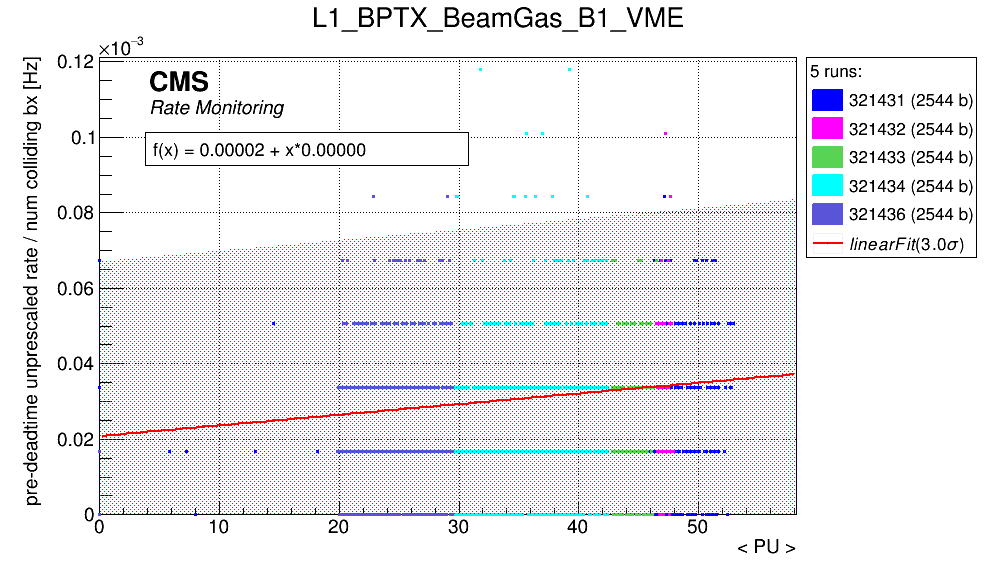 L1_BPTX_BeamGas_B1_VME
×10⁻³
pre-deadtime unprescaled rate / num colliding bx [Hz]
0.12
0.1
0.08
0.06
0.04
0.02
0
CMS
Rate Monitoring
f(x) = 0.00002 + x*0.00000
0 10 20 30 40 50
< PU >
5 runs:
321431 (2544 b)
321432 (2544 b)
321433 (2544 b)
321434 (2544 b)
321436 (2544 b)
linearFit(3.0σ)